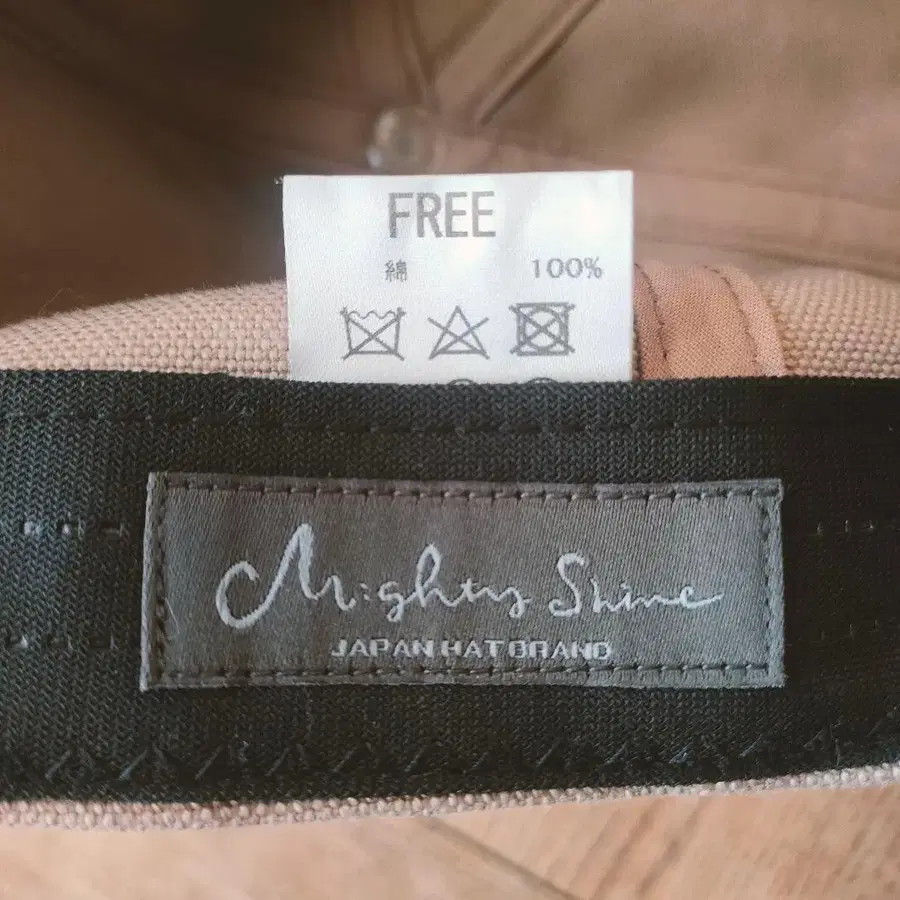 FREE
綿 100%
Mighty Shine
JAPAN HAT BRAND